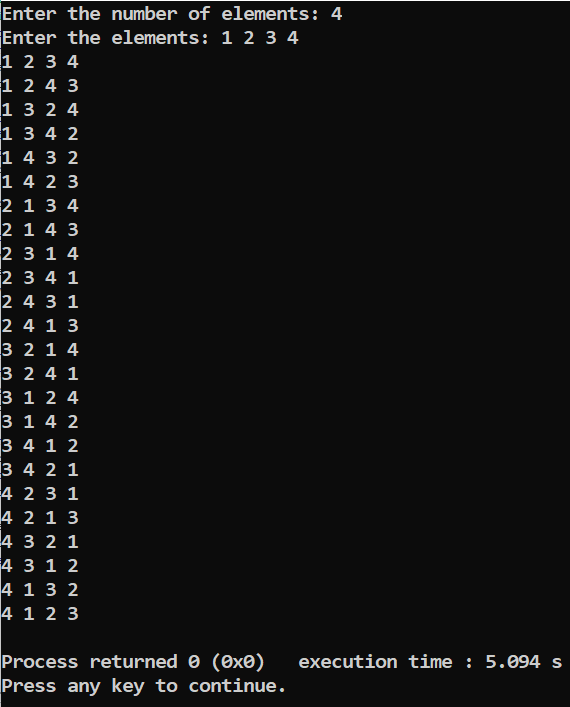 Enter the number of elements: 4
Enter the elements: 1 2 3 4
1 2 3 4
1 2 4 3
1 3 2 4
1 3 4 2
1 4 3 2
1 4 2 3
2 1 3 4
2 1 4 3
2 3 1 4
2 3 4 1
2 4 3 1
2 4 1 3
3 2 1 4
3 2 4 1
3 1 2 4
3 1 4 2
3 4 1 2
3 4 2 1
4 2 3 1
4 2 1 3
4 3 2 1
4 3 1 2
4 1 3 2
4 1 2 3
Process returned 0 (0x0)   execution time : 5.094 s
Press any key to continue.